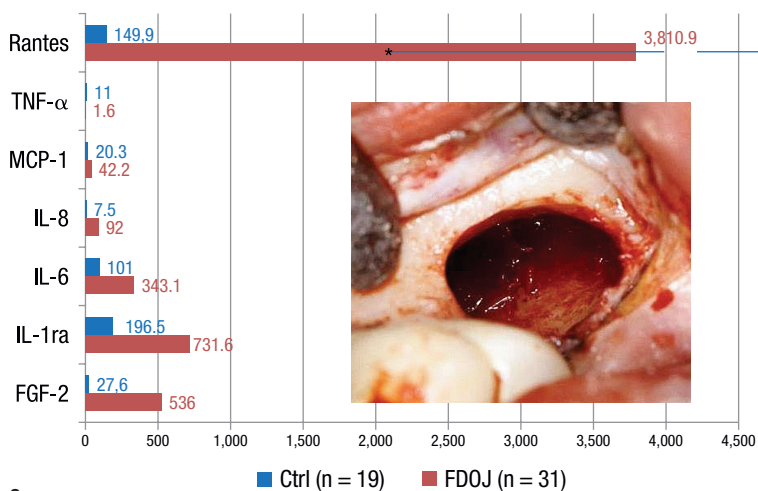 Rantes 149,9 3,810.9
*
TNF-α 11 1.6
MCP-1 20.3 42.2
IL-8 7.5 92
IL-6 101 343.1
IL-1ra 196.5 731.6
FGF-2 27,6 536
0 500 1,000 1,500 2,000 2,500 3,000 3,500 4,000 4,500
Ctrl (n = 19) FDOJ (n = 31)